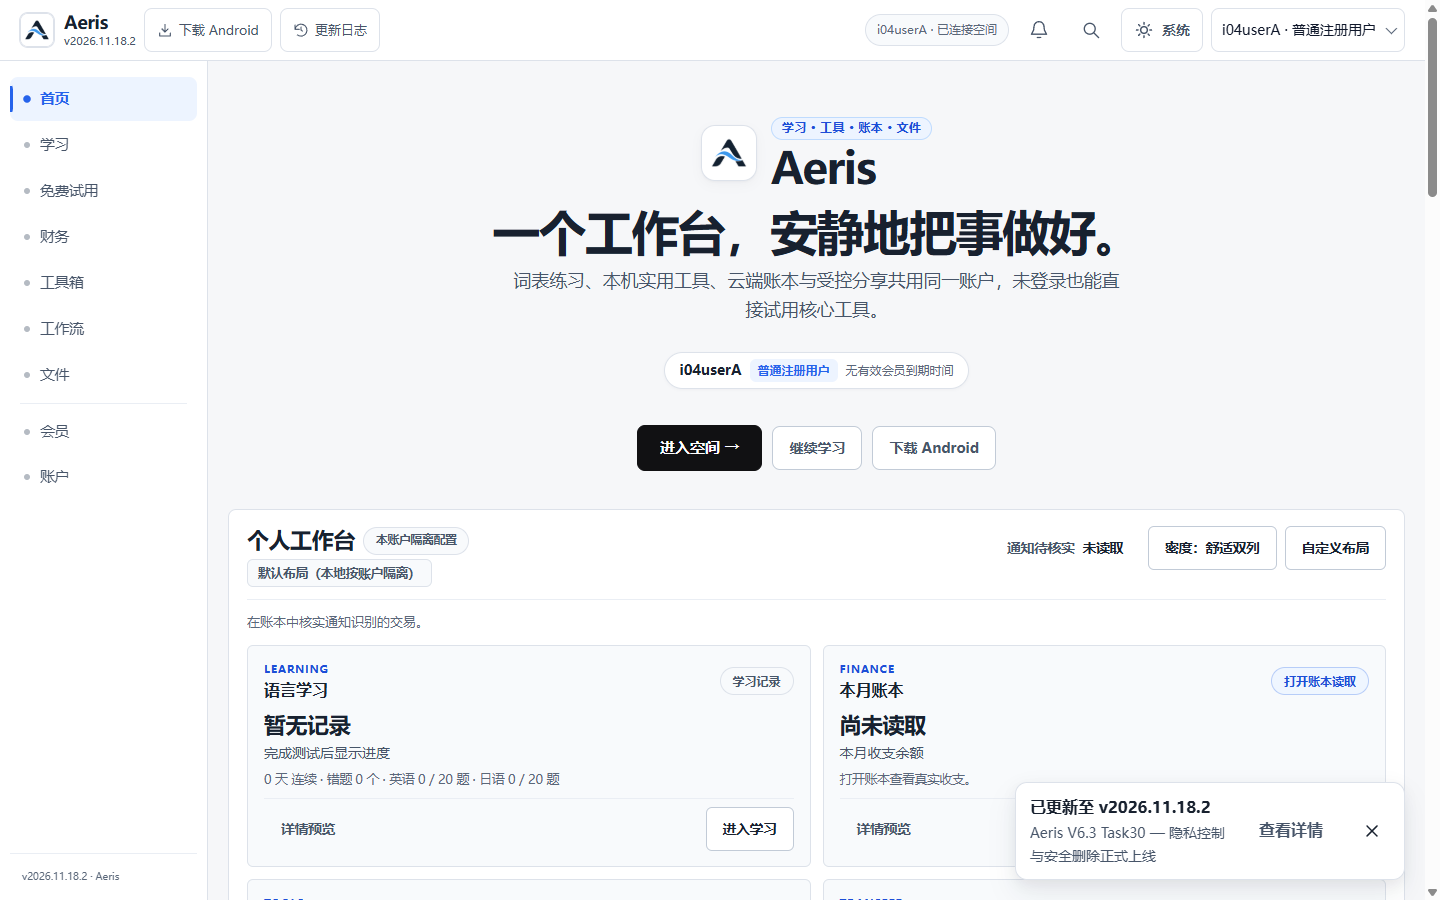 Aeris
v2026.11.18.2
下载 Android
更新日志
i04userA · 已连接空间
系统
i04userA · 普通注册用户
首页
学习
免费试用
财务
工具箱
工作流
文件
会员
账户
v2026.11.18.2 · Aeris
学习 • 工具 • 账本 • 文件
Aeris
一个工作台，安静地把事做好。
词表练习、本机实用工具、云端账本与受控分享共用同一账户，未登录也能直
接试用核心工具。
i04userA 普通注册用户 无有效会员到期时间
进入空间 →
继续学习
下载 Android
个人工作台 本账户隔离配置
默认布局（本地按账户隔离）
通知待核实 未读取
密度：舒适双列
自定义布局
在账本中核实通知识别的交易。
LEARNING
语言学习
学习记录
暂无记录
完成测试后显示进度
0 天 连续 · 错题 0 个 · 英语 0 / 20 题 · 日语 0 / 20 题
详情预览
进入学习
FINANCE
本月账本
打开账本读取
尚未读取
本月收支余额
打开账本查看真实收支。
详情预览
已更新至 v2026.11.18.2
Aeris V6.3 Task30 — 隐私控制
与安全删除正式上线
查看详情